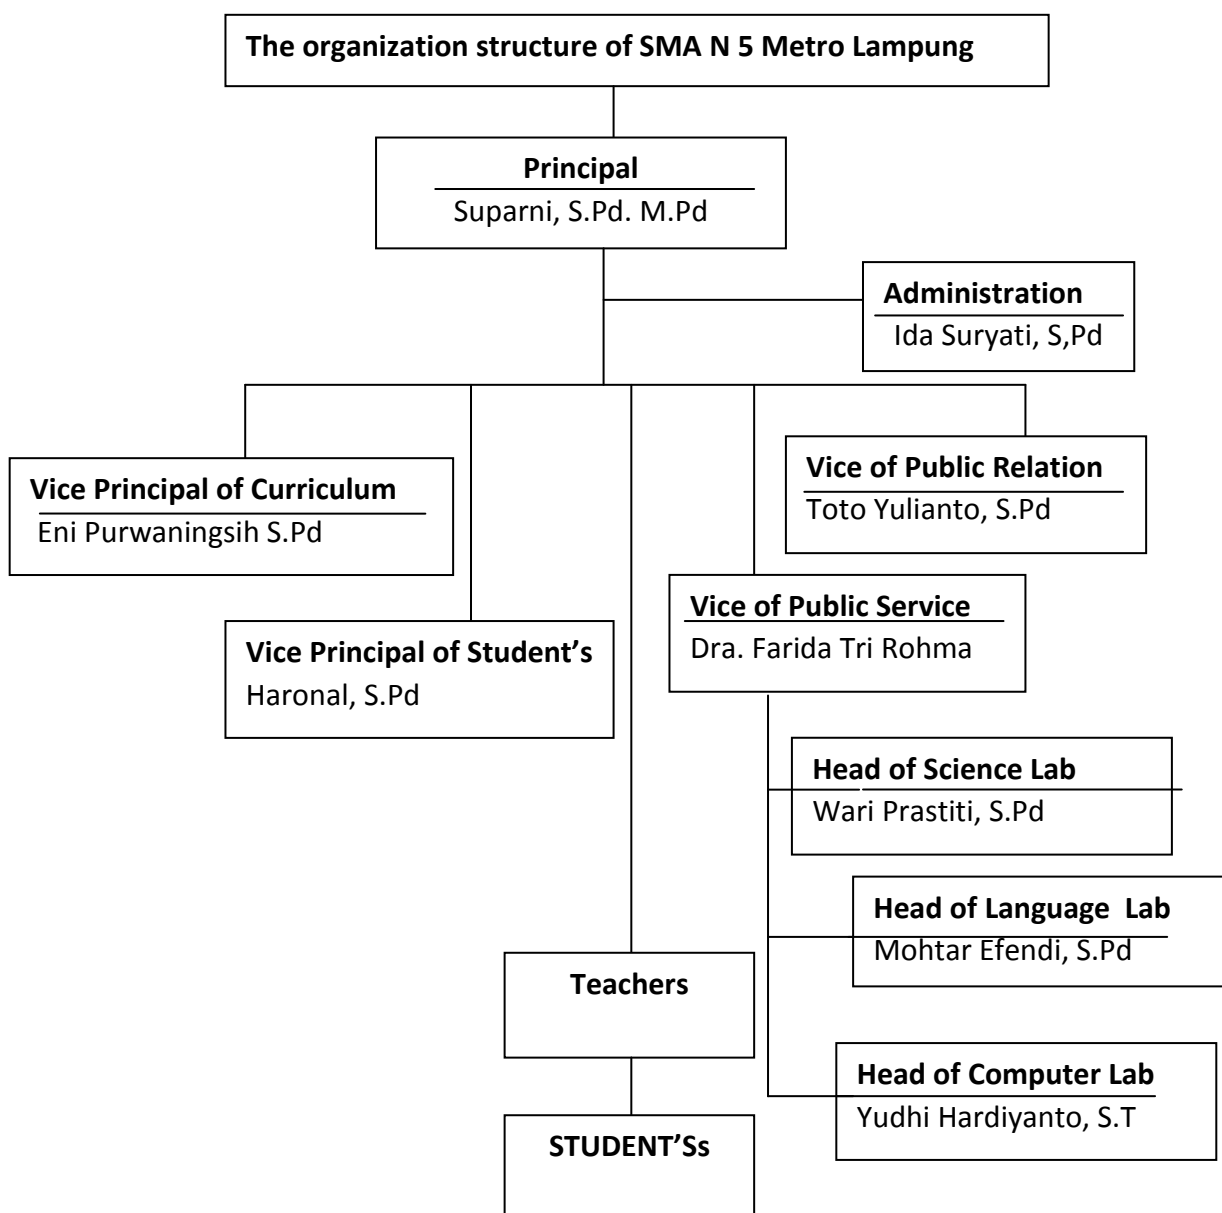 The organization structure of SMA N 5 Metro Lampung
Principal
Suparni, S.Pd. M.Pd
Administration
Ida Suryati, S,Pd
Vice Principal of Curriculum
Eni Purwaningsih S.Pd
Vice of Public Relation
Toto Yulianto, S.Pd
Vice Principal of Student’s
Haronal, S.Pd
Vice of Public Service
Dra. Farida Tri Rohma
Head of Science Lab
Wari Prastiti, S.Pd
Head of Language Lab
Mohtar Efendi, S.Pd
Teachers
Head of Computer Lab
Yudhi Hardiyanto, S.T
STUDENT’Ss